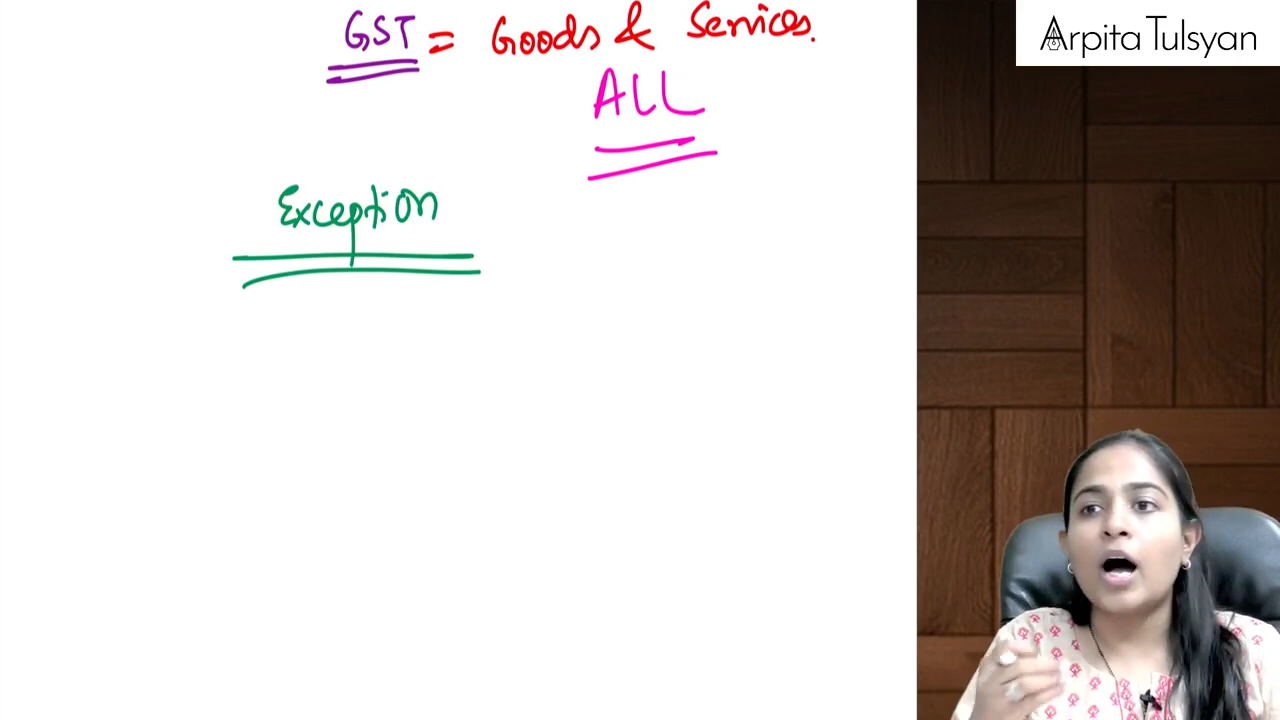 GST = Goods & Services.
Arpita Tulsyan
ALL
Exception